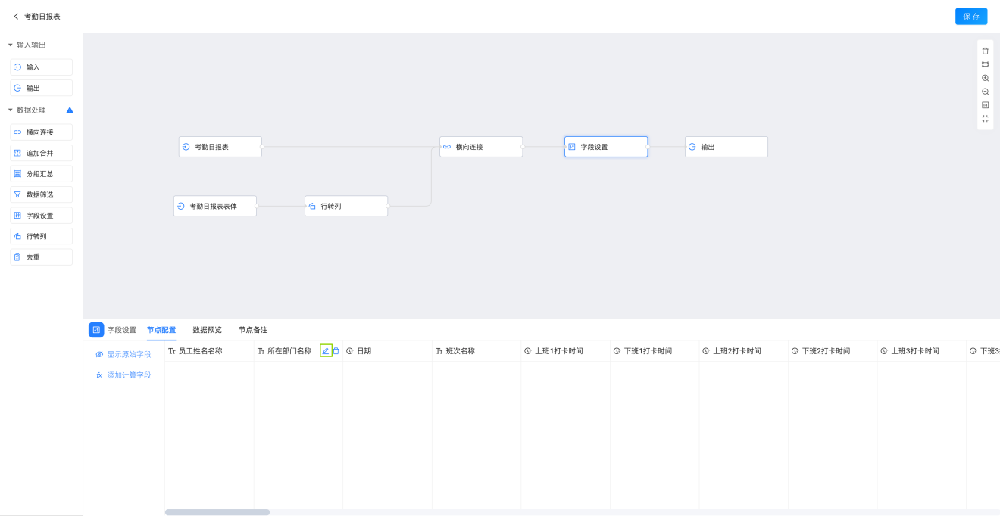 考勤日报表
保 存
输入输出
输入
输出
数据处理
横向连接
追加合并
分组汇总
数据筛选
字段设置
行转列
去重
考勤日报表
横向连接
字段设置
输出
考勤日报表表体
行转列
字段设置 节点配置 数据预览 节点备注
显示原始字段
fx 添加计算字段
Tт 员工姓名名称 Tт 所在部门名称 日期 Tт 班次名称 上班1打卡时间 下班1打卡时间 上班2打卡时间 下班2打卡时间 上班3打卡时间 下班3